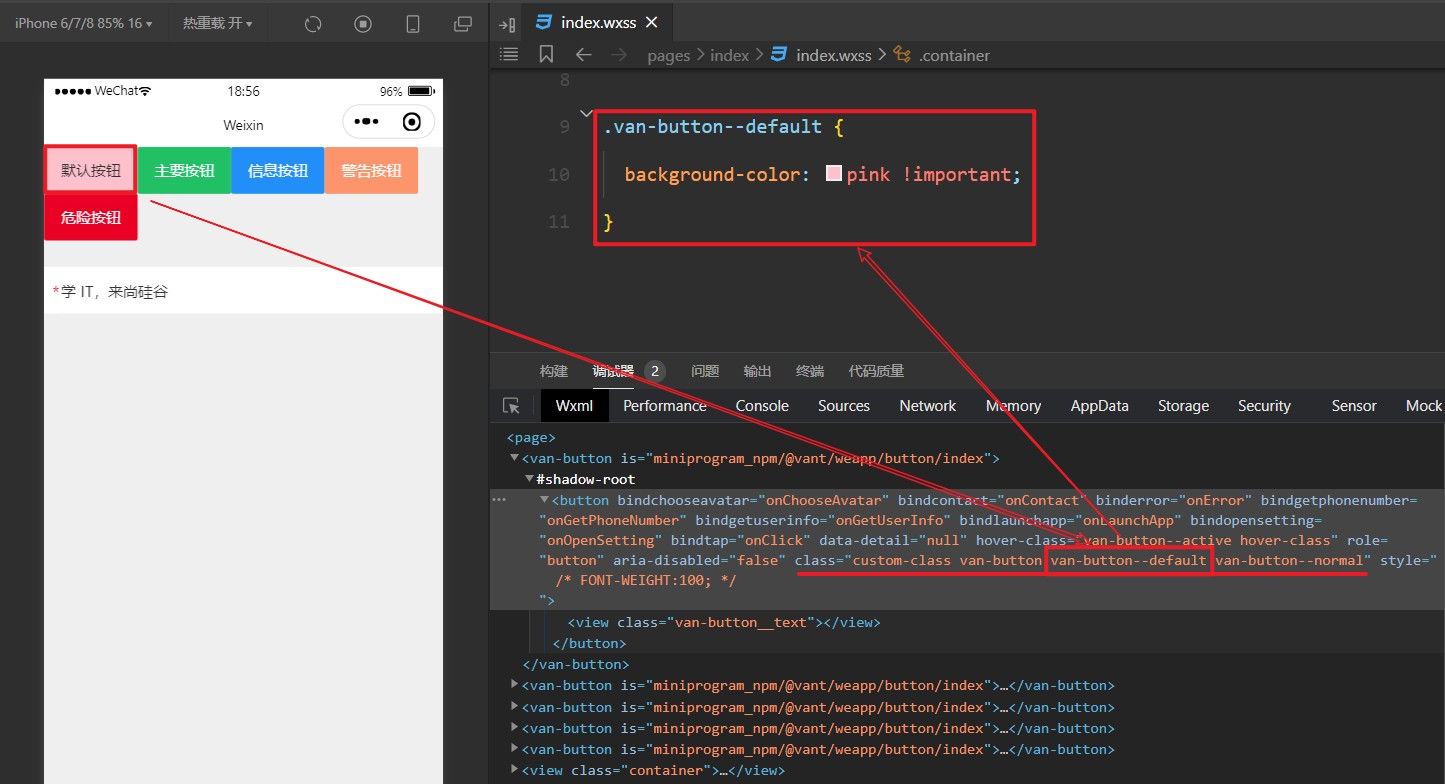 iPhone 6/7/8 85% 16
热重载 开
index.wxss
pages
index
index.wxss
.container
WeChat
18:56
96%
Weixin
默认按钮
主要按钮
信息按钮
警告按钮
危险按钮
*学 IT，来尚硅谷
8
9
.van-button--default {
10
background-color: pink !important;
11
}
构建
调试器
2
问题
输出
终端
代码质量
Wxml
Performance
Console
Sources
Network
Memory
AppData
Storage
Security
Sensor
Mock
<page>
<van-button is="miniprogram_npm/@vant/weapp/button/index">
#shadow-root
<button bindchooseavatar="onChooseAvatar" bindcontact="onContact" binderror="onError" bindgetphonenumber=
"onGetPhoneNumber" bindgetuserinfo="onGetUserInfo" bindlaunchapp="onLaunchApp" bindopensetting=
"onOpenSetting" bindtap="onClick" data-detail="null" hover-class="van-button--active hover-class" role=
"button" aria-disabled="false" class="custom-class van-button van-button--default van-button--normal" style="
/* FONT-WEIGHT:100; */
">
<view class="van-button__text"></view>
</button>
</van-button>
<van-button is="miniprogram_npm/@vant/weapp/button/index">…</van-button>
<van-button is="miniprogram_npm/@vant/weapp/button/index">…</van-button>
<van-button is="miniprogram_npm/@vant/weapp/button/index">…</van-button>
<van-button is="miniprogram_npm/@vant/weapp/button/index">…</van-button>
<view class="container">…</view>